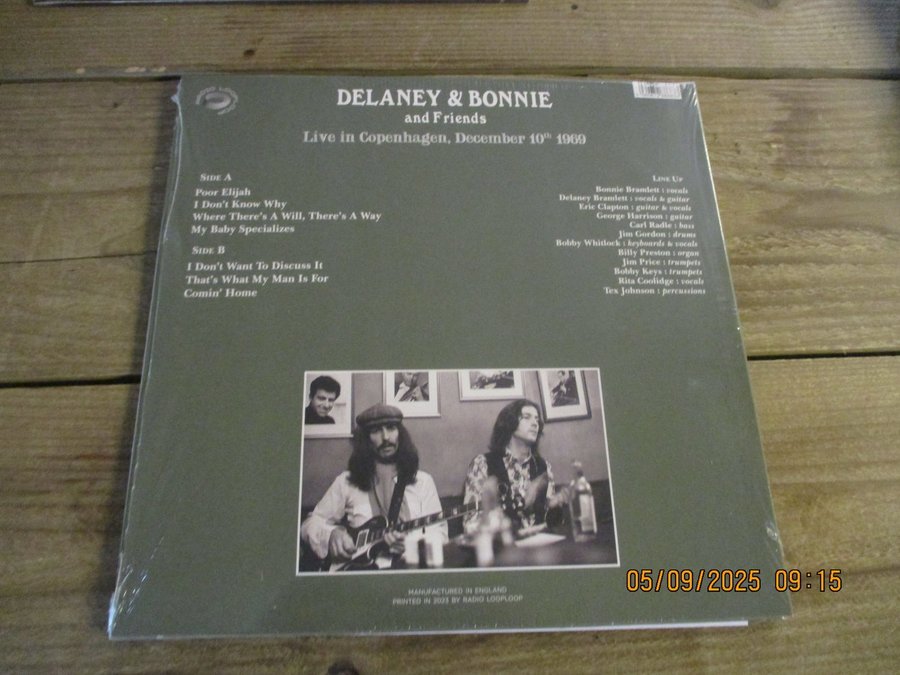 DELANEY & BONNIE
and Friends
Live in Copenhagen, December 10th 1969
SIDE A
Poor Elijah
I Don't Know Why
Where There's A Will, There's A Way
My Baby Specializes
SIDE B
I Don't Want To Discuss It
That's What My Man Is For
Comin' Home
LINE UP
Bonnie Bramlett : vocals
Delaney Bramlett : vocals & guitar
Eric Clapton : guitar & vocals
George Harrison : guitar
Carl Radle : bass
Jim Gordon : drums
Bobby Whitlock : keyboards & vocals
Billy Preston : organ
Jim Price : trumpets
Bobby Keys : trumpets
Rita Coolidge : vocals
Tex Johnson : percussions
MANUFACTURED IN ENGLAND
PRINTED IN 2023 BY RADIO LOOPLOOP
05/09/2025 09:15